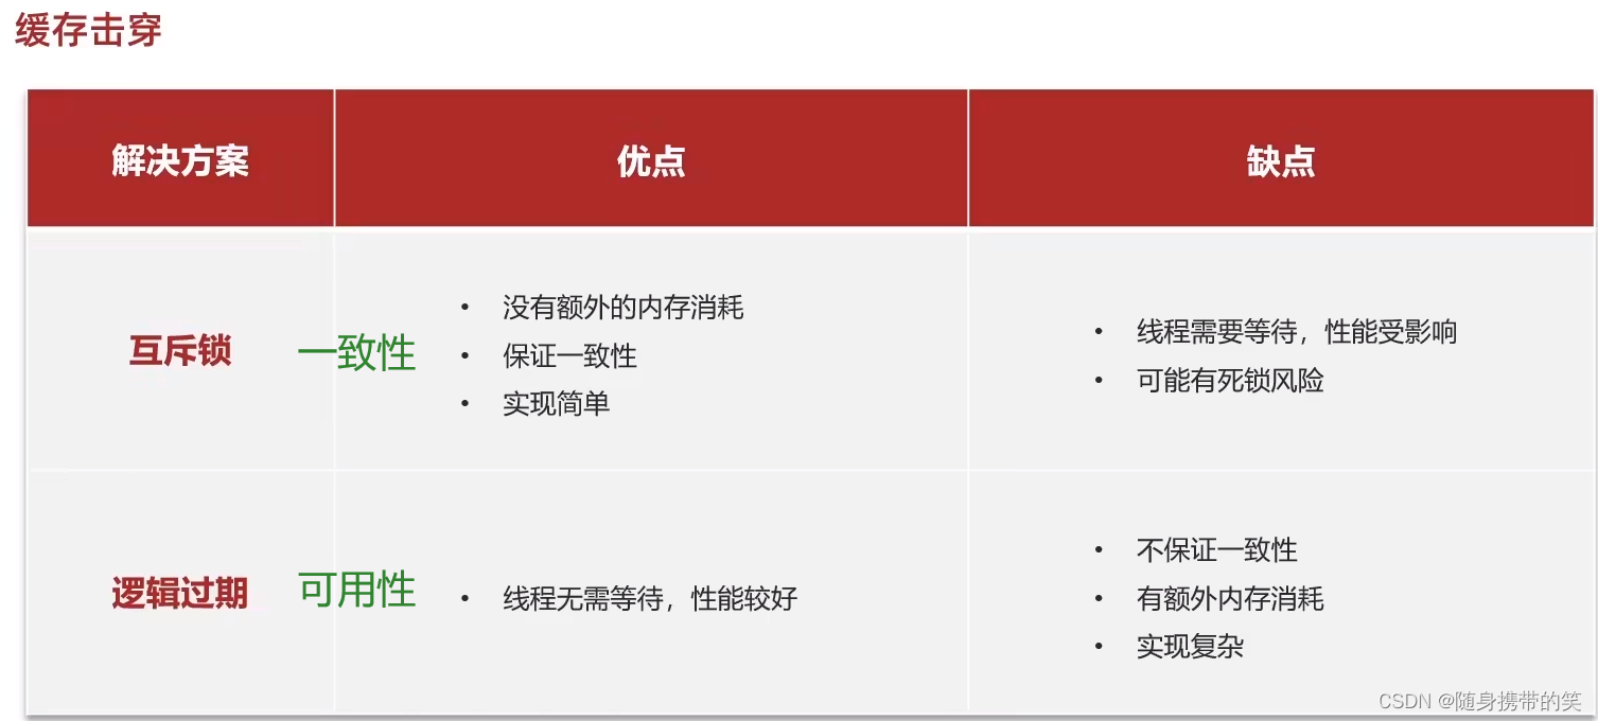 缓存击穿
解决方案
优点
缺点
互斥锁
一致性
• 没有额外的内存消耗
• 保证一致性
• 实现简单
• 线程需要等待，性能受影响
• 可能有死锁风险
逻辑过期
可用性
• 线程无需等待，性能较好
• 不保证一致性
• 有额外内存消耗
• 实现复杂
CSDN @随身携带的笑